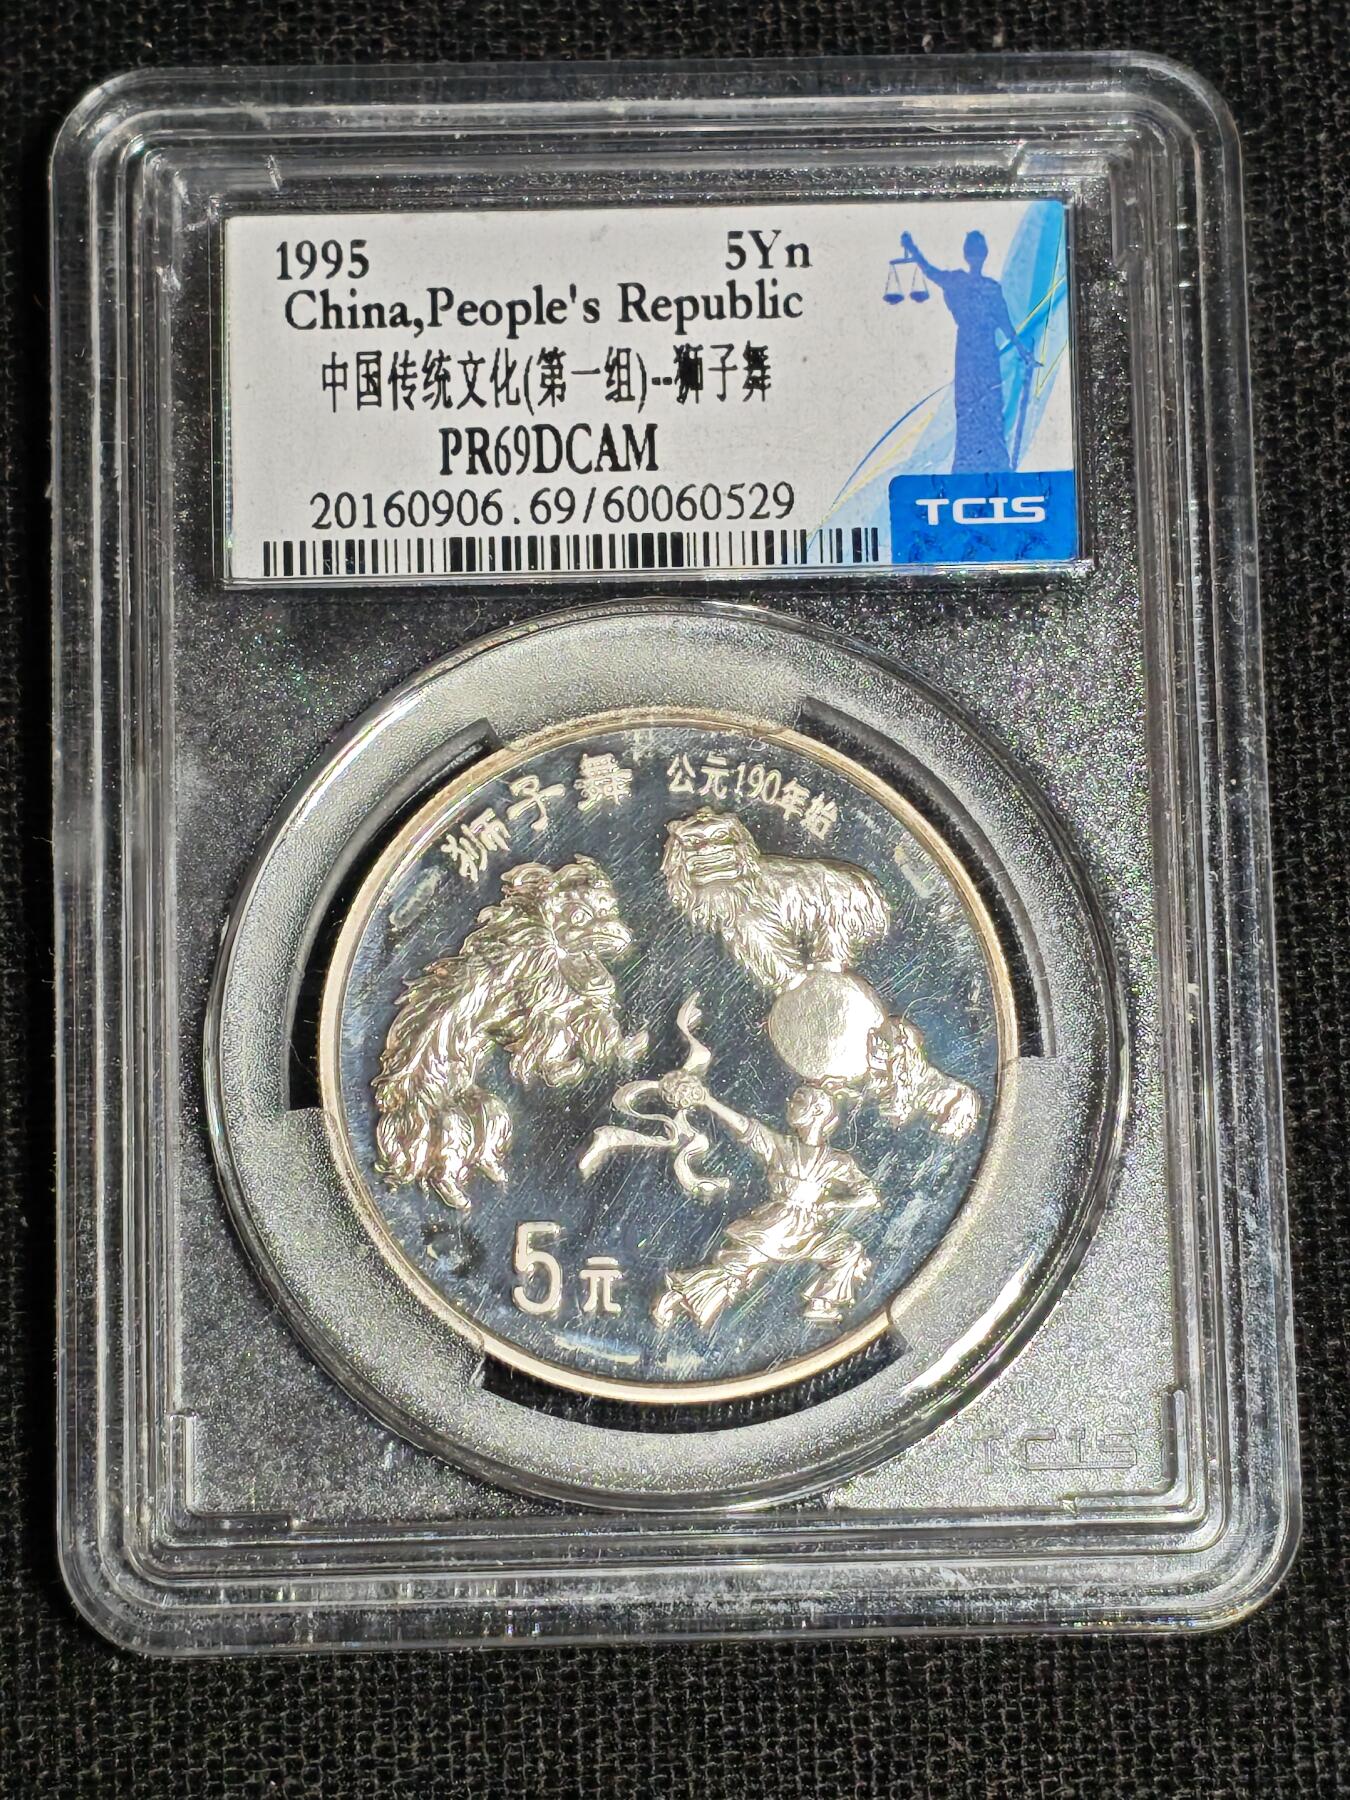 1995 5Yn
China,People's Republic
中国传统文化(第一组)--狮子舞
PR69DCAM
20160906.69/60060529
TCIS
狮子舞 公元190年始
5元
TCIS